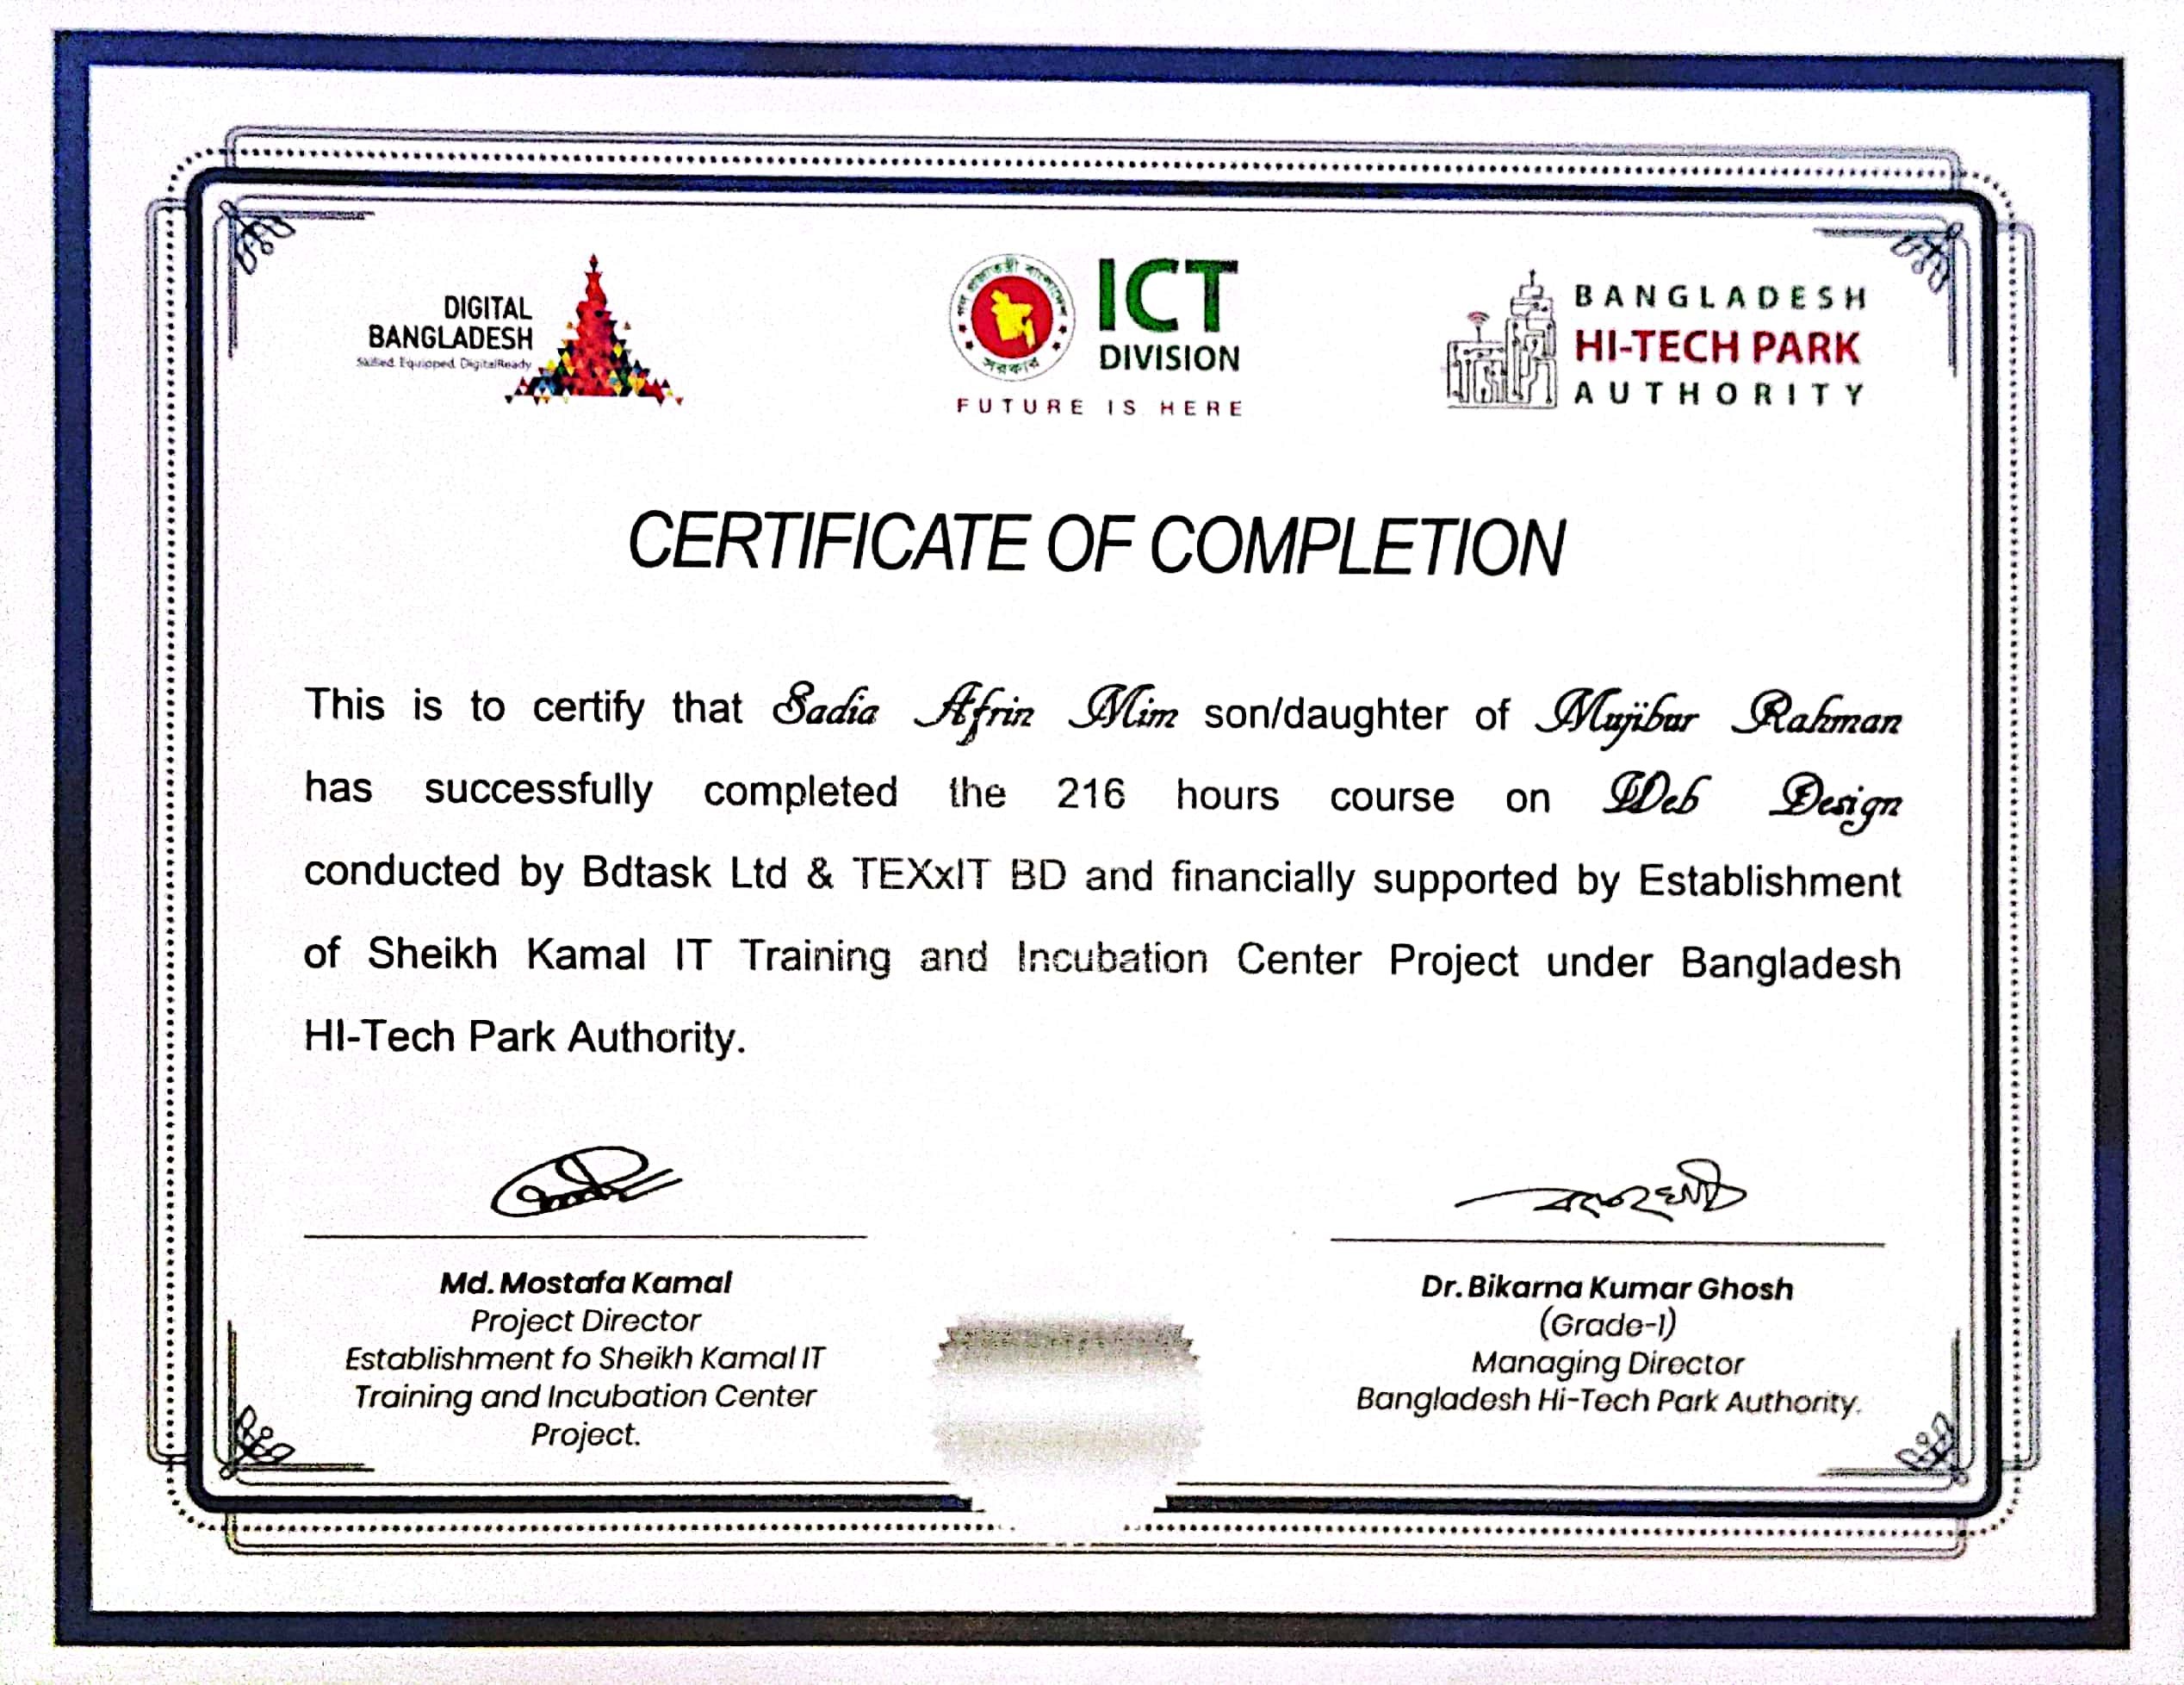 DIGITAL
BANGLADESH
Skilled Equipped DigitalReady
গণপ্রজাতন্ত্রী বাংলাদেশ
সরকার
ICT
DIVISION
FUTURE IS HERE
BANGLADESH
HI-TECH PARK
AUTHORITY
CERTIFICATE OF COMPLETION
This is to certify that Sadia Afrin Mim son/daughter of Mujibur Rahman
has successfully completed the 216 hours course on Web Design
conducted by Bdtask Ltd & TEXxIT BD and financially supported by Establishment
of Sheikh Kamal IT Training and Incubation Center Project under Bangladesh
HI-Tech Park Authority.
Md. Mostafa Kamal
Project Director
Establishment fo Sheikh Kamal IT
Training and Incubation Center
Project.
Dr. Bikarna Kumar Ghosh
(Grade-1)
Managing Director
Bangladesh Hi-Tech Park Authority.